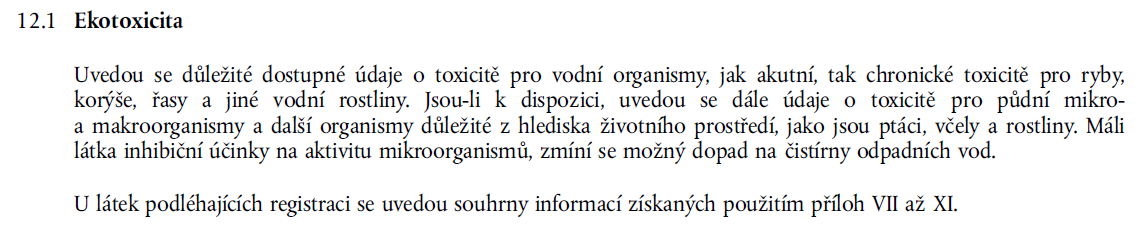 12.1 Ekotoxicita
Uvedou se důležité dostupné údaje o toxicitě pro vodní organismy, jak akutní, tak chronické toxicitě pro ryby,
korýše, řasy a jiné vodní rostliny. Jsou-li k dispozici, uvedou se dále údaje o toxicitě pro půdní mikro-
a makroorganismy a další organismy důležité z hlediska životního prostředí, jako jsou ptáci, včely a rostliny. Máli
látka inhibiční účinky na aktivitu mikroorganismů, zmíní se možný dopad na čistírny odpadních vod.
U látek podléhajících registraci se uvedou souhrny informací získaných použitím příloh VII až XI.